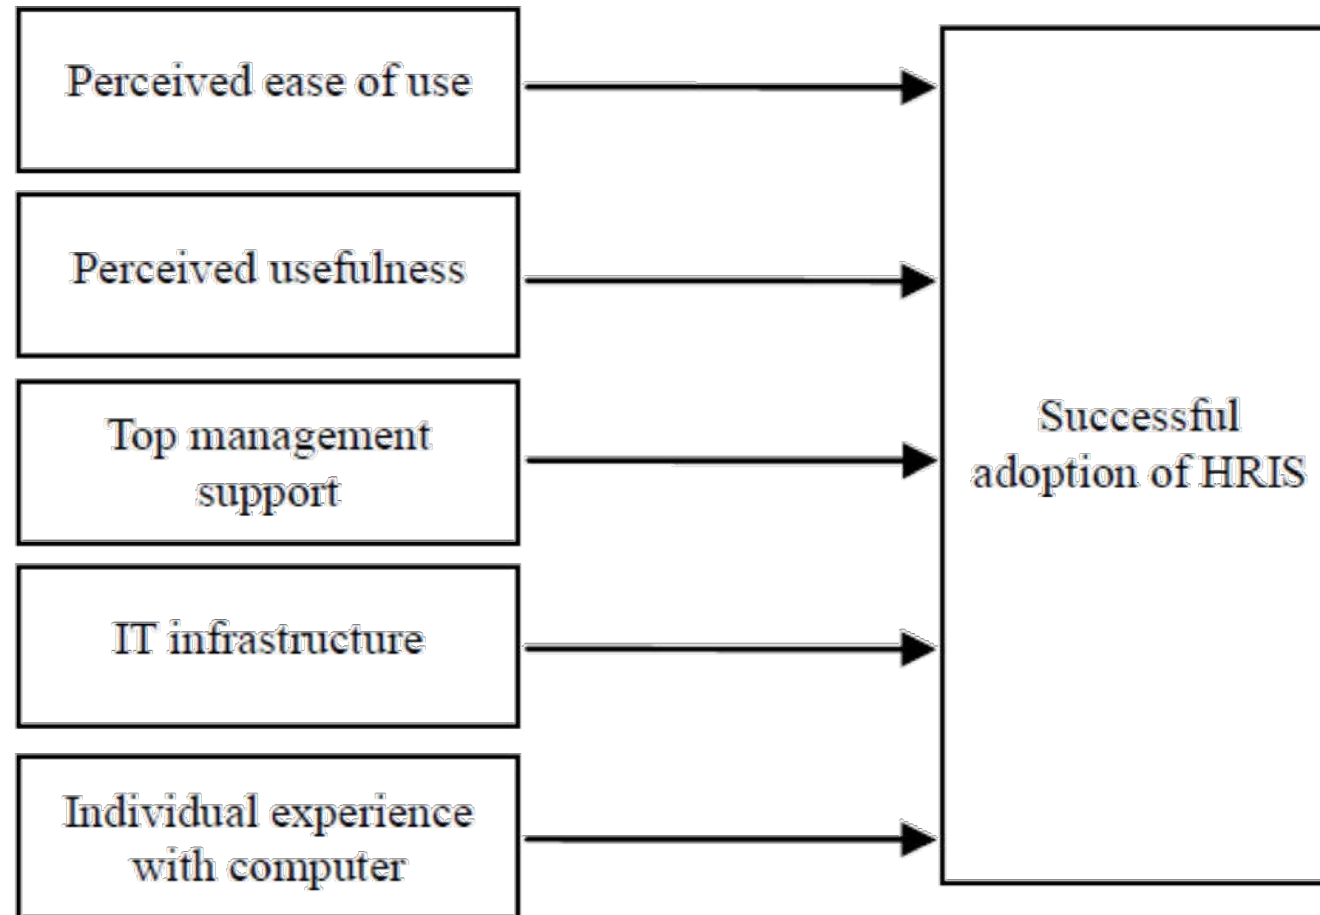 Perceived ease of use
Perceived usefulness
Top management
support
IT infrastructure
Individual experience
with computer
Successful
adoption of HRIS